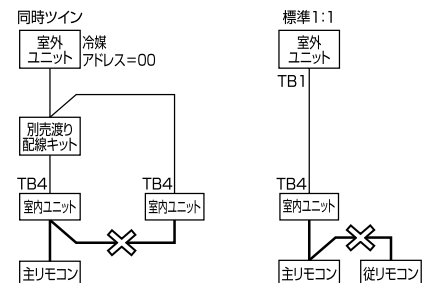 同時ツイン
室外
ユニット
冷媒
アドレス=00
別売渡り
配線キット
TB4
TB4
室内ユニット
室内ユニット
主リモコン
標準1:1
室外
ユニット
TB1
TB4
室内ユニット
主リモコン
従リモコン